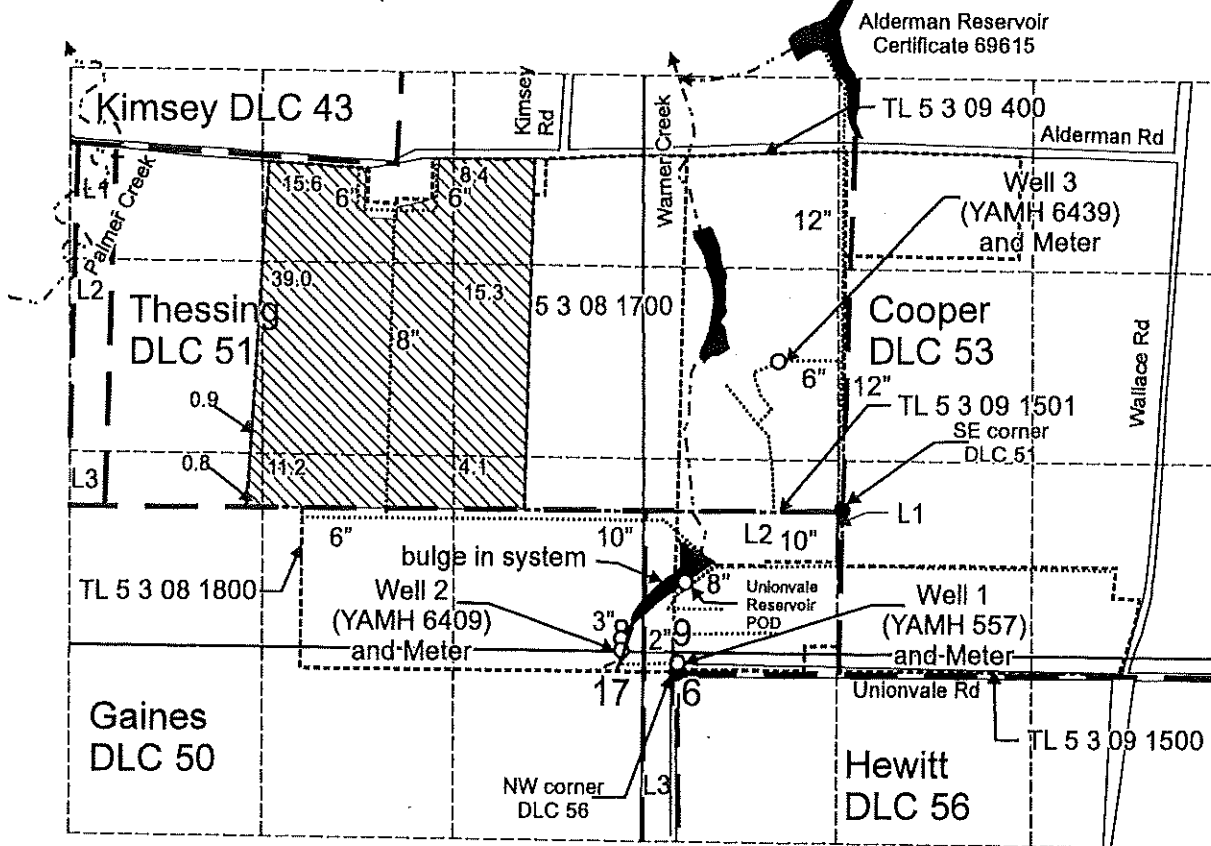 Alderman Reservoir
Certificate 69615
Kimsey DLC 43
Kimsey
Rd
Warner Creek
TL 5 3 09 400
Alderman Rd
L1
Palmer Creek
15.6
6"
6"
8.4
12"
Well 3
(YAMH 6439)
and Meter
L2
39.0
15.3
5 3 08 1700
Thessing
DLC 51
8"
Cooper
DLC 53
Wallace Rd
6"
12"
0.9
TL 5 3 09 1501
SE corner
DLC 51
0.8
L3
11.2
4.1
L1
L2
6"
10"
10"
bulge in system
TL 5 3 08 1800
8"
Unionvale
Reservoir
POD
Well 2
(YAMH 6409)
and Meter
3"
8
2"
9
Well 1
(YAMH 557)
and Meter
17
6
Unionvale Rd
Gaines
DLC 50
TL 5 3 09 1500
NW corner
DLC 56
L3
Hewitt
DLC 56